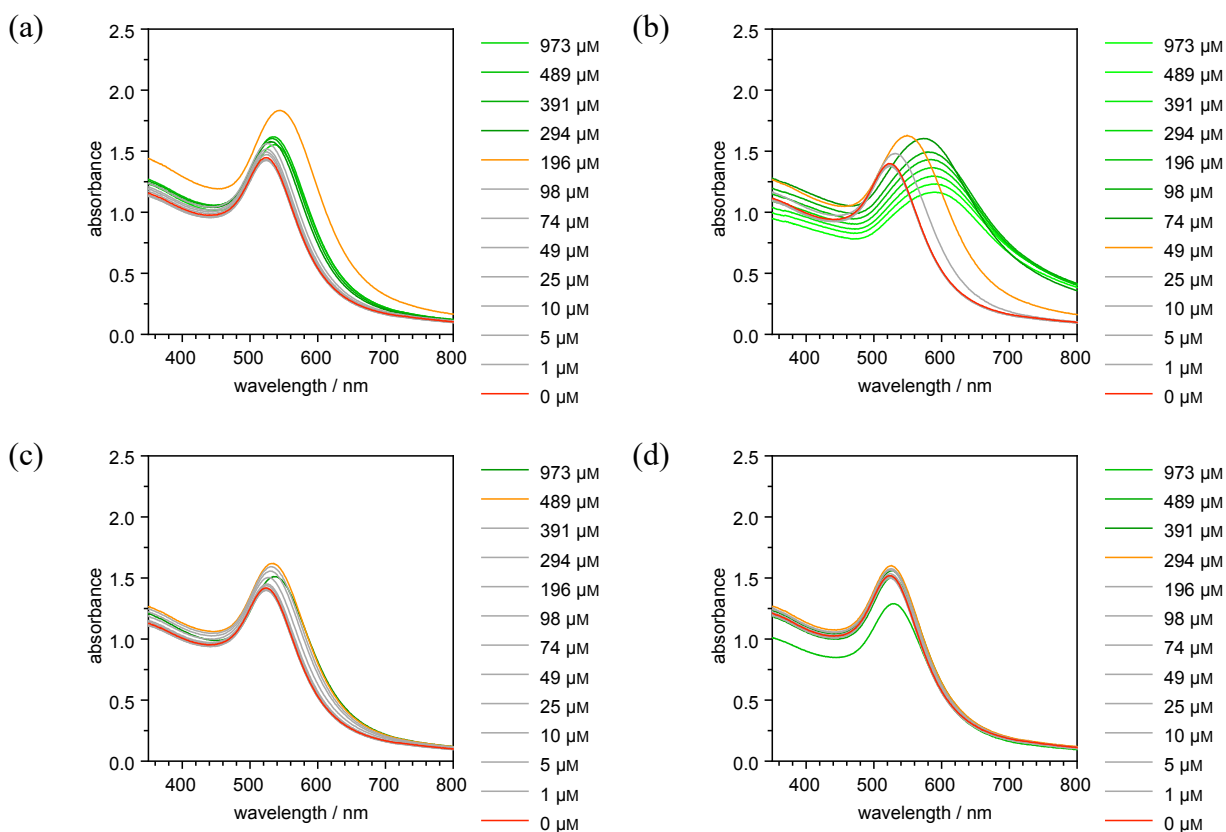 (a)
2.5
2.0
1.5
1.0
0.5
0.0
absorbance
400 500 600 700 800
wavelength / nm
973 µM
489 µM
391 µM
294 µM
196 µM
98 µM
74 µM
49 µM
25 µM
10 µM
5 µM
1 µM
0 µM
(b)
2.5
2.0
1.5
1.0
0.5
0.0
absorbance
400 500 600 700 800
wavelength / nm
973 µM
489 µM
391 µM
294 µM
196 µM
98 µM
74 µM
49 µM
25 µM
10 µM
5 µM
1 µM
0 µM
(c)
2.5
2.0
1.5
1.0
0.5
0.0
absorbance
400 500 600 700 800
wavelength / nm
973 µM
489 µM
391 µM
294 µM
196 µM
98 µM
74 µM
49 µM
25 µM
10 µM
5 µM
1 µM
0 µM
(d)
2.5
2.0
1.5
1.0
0.5
0.0
absorbance
400 500 600 700 800
wavelength / nm
973 µM
489 µM
391 µM
294 µM
196 µM
98 µM
74 µM
49 µM
25 µM
10 µM
5 µM
1 µM
0 µM